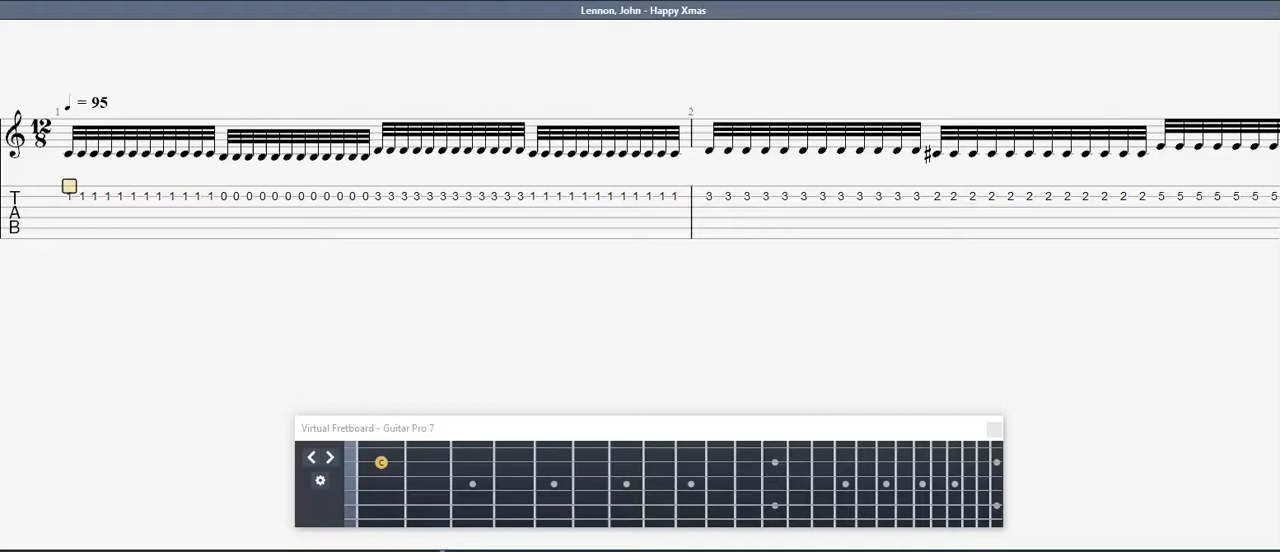 Lennon, John - Happy Xmas
= 95
1
2
12
8
1 1 1 1 1 1 1 1 1 1 1 1 0 0 0 0 0 0 0 0 0 0 0 0 3 3 3 3 3 3 3 3 3 3 3 3 1 1 1 1 1 1 1 1 1 1 1 1 3 3 3 3 3 3 3 3 3 3 3 3 2 2 2 2 2 2 2 2 2 2 2 2 5 5 5 5 5 5 5
T
A
B
Virtual Fretboard - Guitar Pro 7
C